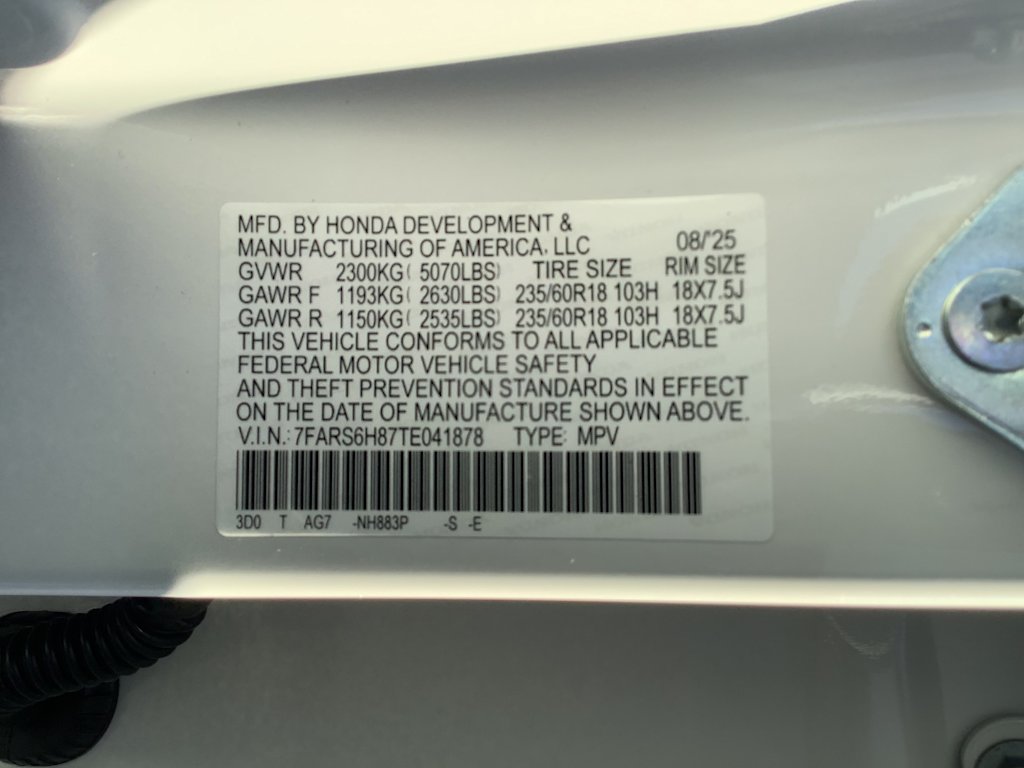 MFD. BY HONDA DEVELOPMENT &
MANUFACTURING OF AMERICA, LLC 08/'25
GVWR 2300KG( 5070LBS) TIRE SIZE RIM SIZE
GAWR F 1193KG( 2630LBS) 235/60R18 103H 18X7.5J
GAWR R 1150KG( 2535LBS) 235/60R18 103H 18X7.5J
THIS VEHICLE CONFORMS TO ALL APPLICABLE
FEDERAL MOTOR VEHICLE SAFETY
AND THEFT PREVENTION STANDARDS IN EFFECT
ON THE DATE OF MANUFACTURE SHOWN ABOVE.
V.I.N.: 7FARS6H87TE041878 TYPE: MPV
3D0 T AG7 -NH883P -S -E